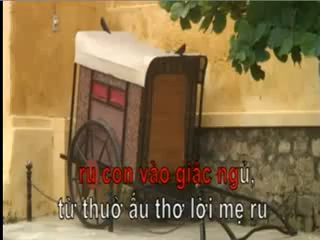 ru con vào giấc ngủ,
từ thuở ấu thơ lời mẹ ru